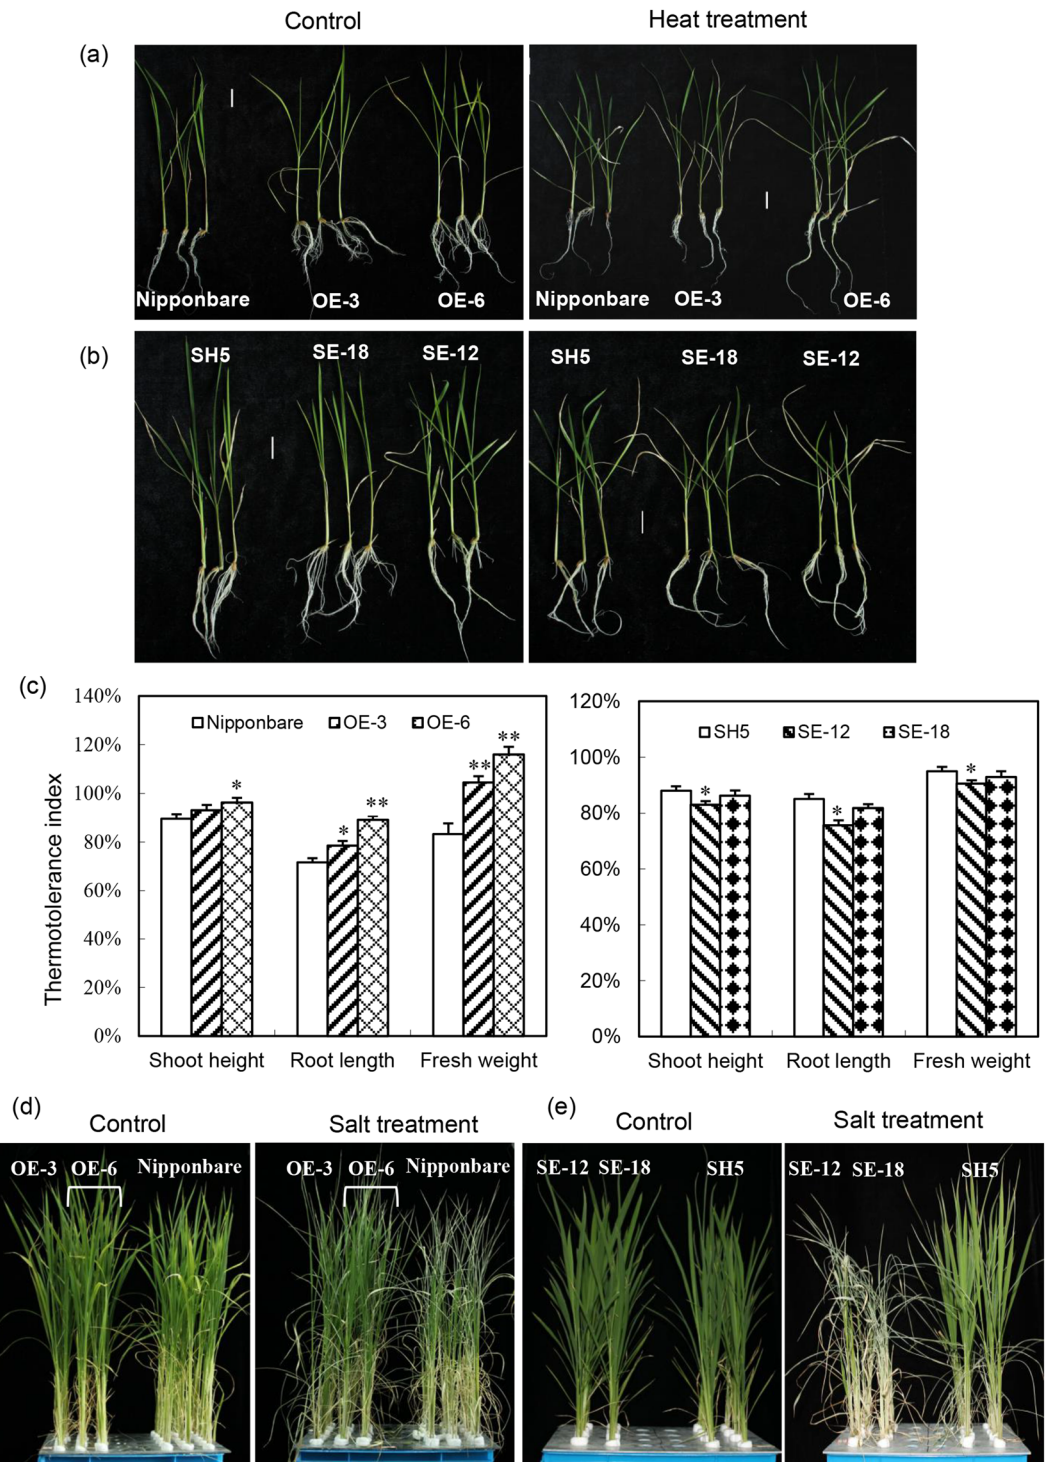 Control
Heat treatment
(a)
Nipponbare
OE-3
OE-6
Nipponbare
OE-3
OE-6
(b)
SH5
SE-18
SE-12
SH5
SE-18
SE-12
(c)
Thermotolerance index
140%
120%
100%
80%
60%
40%
20%
0%
Nipponbare OE-3 OE-6
*
* **
** **
Shoot height Root length Fresh weight
120%
100%
80%
60%
40%
20%
0%
SH5 SE-12 SE-18
*
*
*
Shoot height Root length Fresh weight
(d)
Control
Salt treatment
OE-3 OE-6 Nipponbare
OE-3 OE-6 Nipponbare
(e)
Control
Salt treatment
SE-12 SE-18 SH5
SE-12 SE-18 SH5